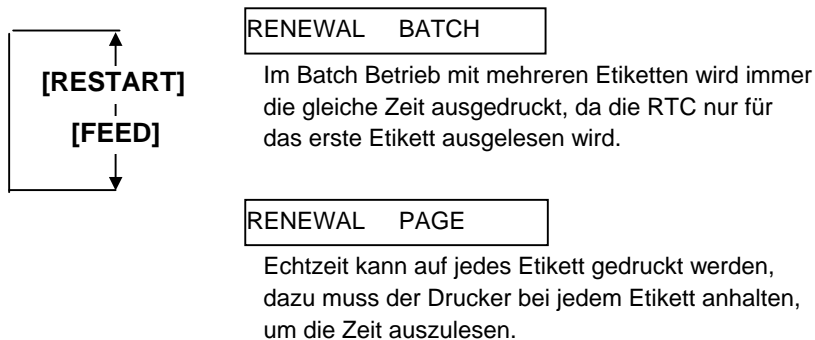 RENEWAL BATCH
[RESTART]
[FEED]
Im Batch Betrieb mit mehreren Etiketten wird immer
die gleiche Zeit ausgedruckt, da die RTC nur für
das erste Etikett ausgelesen wird.
RENEWAL PAGE
Echtzeit kann auf jedes Etikett gedruckt werden,
dazu muss der Drucker bei jedem Etikett anhalten,
um die Zeit auszulesen.